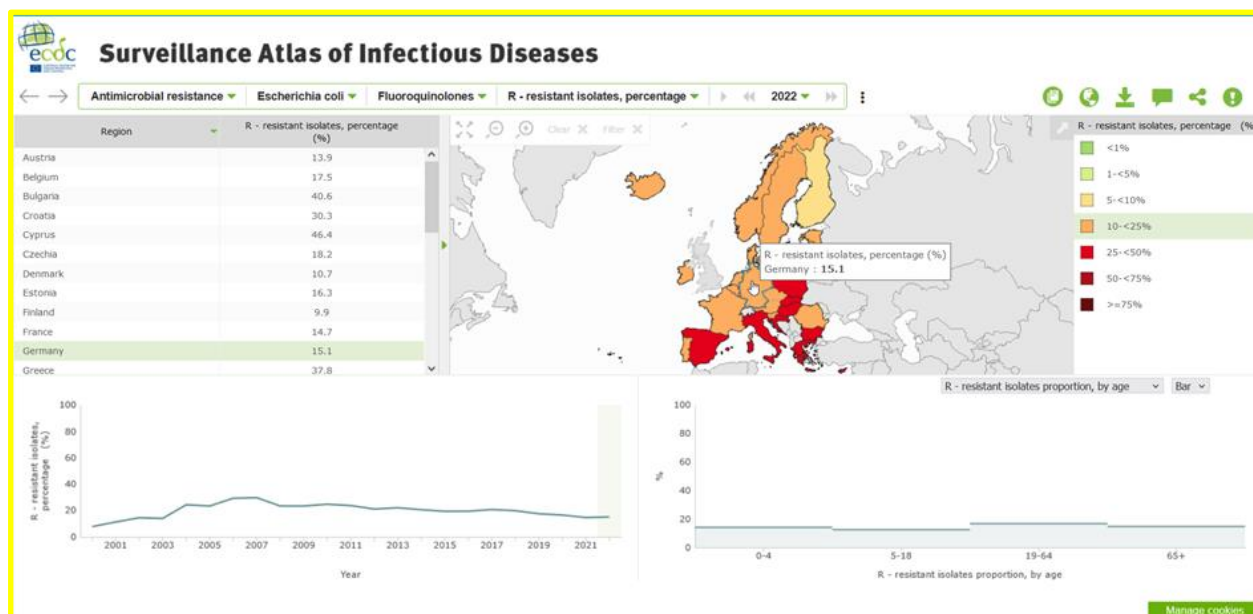 ecdc
Surveillance Atlas of Infectious Diseases
Antimicrobial resistance Escherichia coli Fluoroquinolones R - resistant isolates, percentage 2022
Region
R - resistant isolates, percentage
(%)
Austria 13.9
Belgium 17.5
Bulgaria 40.6
Croatia 30.3
Cyprus 46.4
Czechia 18.2
Denmark 10.7
Estonia 16.3
Finland 9.9
France 14.7
Germany 15.1
Greece 37.8
Clear Filter
R - resistant isolates, percentage (%)
Germany : 15.1
R - resistant isolates, percentage (%
<1%
1-<5%
5-<10%
10-<25%
25-<50%
50-<75%
>=75%
R - resistant isolates,
percentage (%)
100
80
60
40
20
0
2001 2003 2005 2007 2009 2011 2013 2015 2017 2019 2021
Year
R - resistant isolates proportion, by age Bar
%
100
80
60
40
20
0
0-4 5-18 19-64 65+
R - resistant isolates proportion, by age
Manage cookies